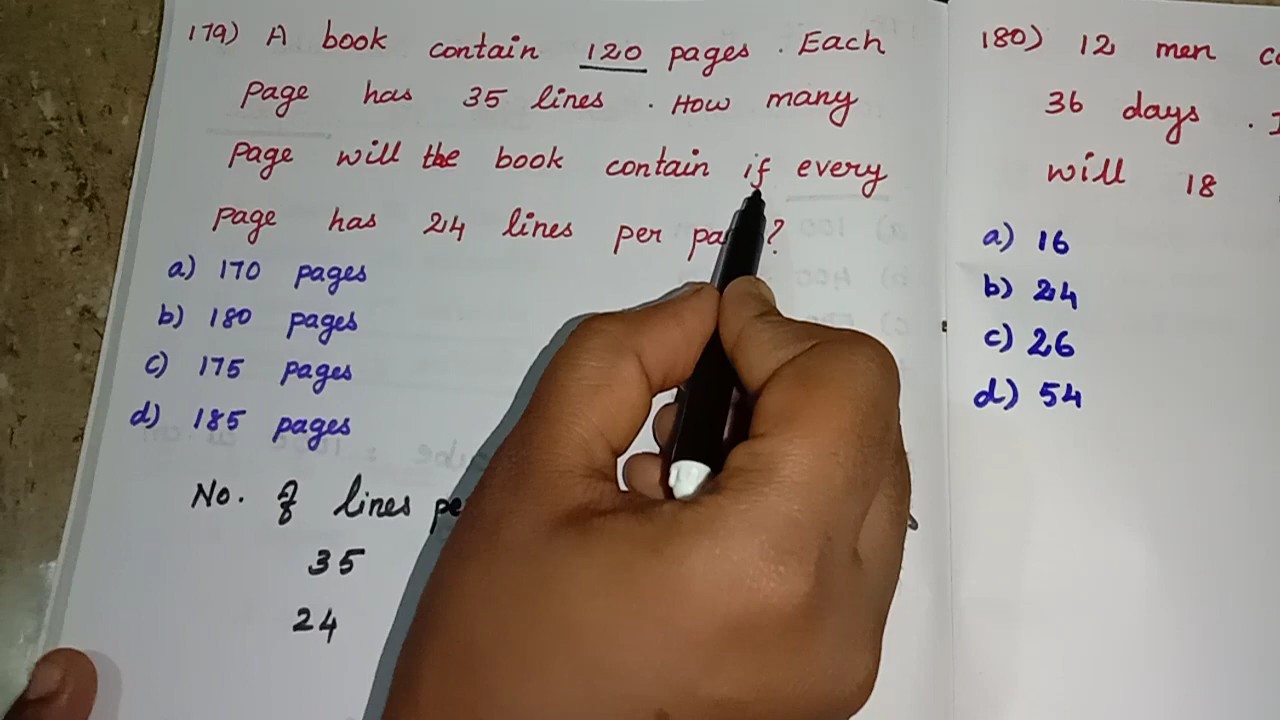 179) A book contain 120 pages . Each
page has 35 lines . How many
page will the book contain if every
page has 24 lines per ?
a) 170 pages
b) 180 pages
c) 175 pages
d) 185 pages
No. of lines
35
24
180) 12 men
36 days .
will 18
a) 16
b) 24
c) 26
d) 54